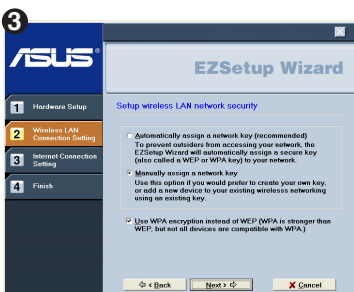 3
ASUS
EZSetup Wizard
1 Hardware Setup
2 Wireless LAN
Connection Setting
3 Internet Connection
Setting
4 Finish
Setup wireless LAN network security
Automatically assign a network key (recommended)
To prevent outsiders from accessing your network, the
EZSetup Wizard will automatically assign a secure key
(also called a WEP or WPA key) to your network.
Manually assign a network key
Use this option if you would prefer to create your own key,
or add a new device to your existing wirelesss networking
using an existing key.
Use WPA encryption instead of WEP (WPA is stronger than
WEP, but not all devices are compatible with WPA.)
< Back
Next >
X Cancel